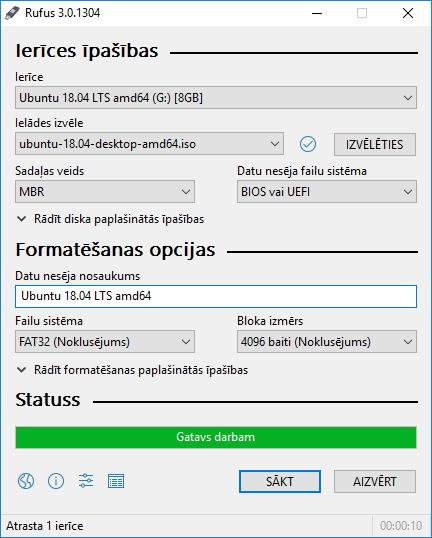 Rufus 3.0.1304
Ierīces īpašības
Ierīce
Ubuntu 18.04 LTS amd64 (G:) [8GB]
Ielādes izvēle
ubuntu-18.04-desktop-amd64.iso
IZVĒLĒTIES
Sadaļas veids
Datu nesēja failu sistēma
MBR
BIOS vai UEFI
Rādīt diska paplašinātās īpašības
Formatēšanas opcijas
Datu nesēja nosaukums
Ubuntu 18.04 LTS amd64
Failu sistēma
Bloka izmērs
FAT32 (Noklusējums)
4096 baiti (Noklusējums)
Rādīt formatēšanas paplašinātās īpašības
Statuss
Gatavs darbam
SĀKT
AIZVĒRT
Atrasta 1 ierīce
00:00:10